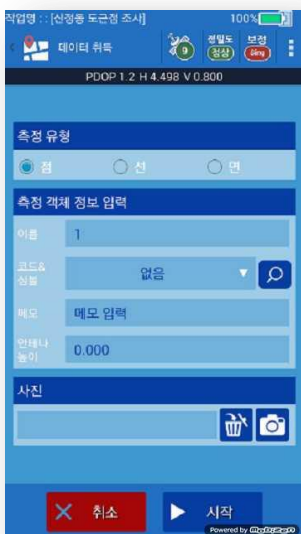 작업명 : [신정동 도근점 조사]
100%
데이터 취득
9
정밀도
정상
보정
Sing
PDOP 1.2 H 4.498 V 0.800
측정 유형
점
선
면
측정 객체 정보 입력
이름
1
코드&
심볼
없음
메모
메모 입력
안테나
높이
0.000
사진
취소
시작
Powered by